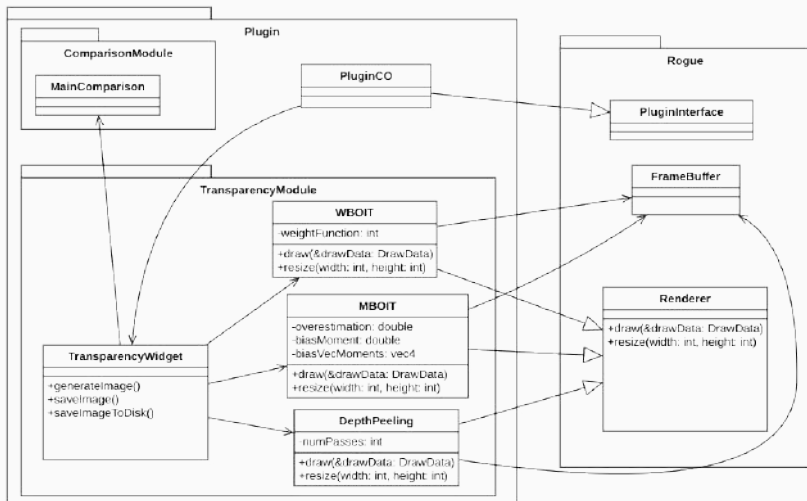 Plugin
ComparisonModule
MainComparison
PluginCO
Rogue
PluginInterface
FrameBuffer
Renderer
+draw(&drawData: DrawData)
+resize(width: int, height: int)
TransparencyModule
WBOIT
-weightFunction: int
+draw(&drawData: DrawData)
+resize(width: int, height: int)
MBOIT
-overestimation: double
-biasMoment: double
-biasVecMoments: vec4
+draw(&drawData: DrawData)
+resize(width: int, height: int)
TransparencyWidget
+generateImage()
+saveImage()
+saveImageToDisk()
DepthPeeling
-numPasses: int
+draw(&drawData: DrawData)
+resize(width: int, height: int)